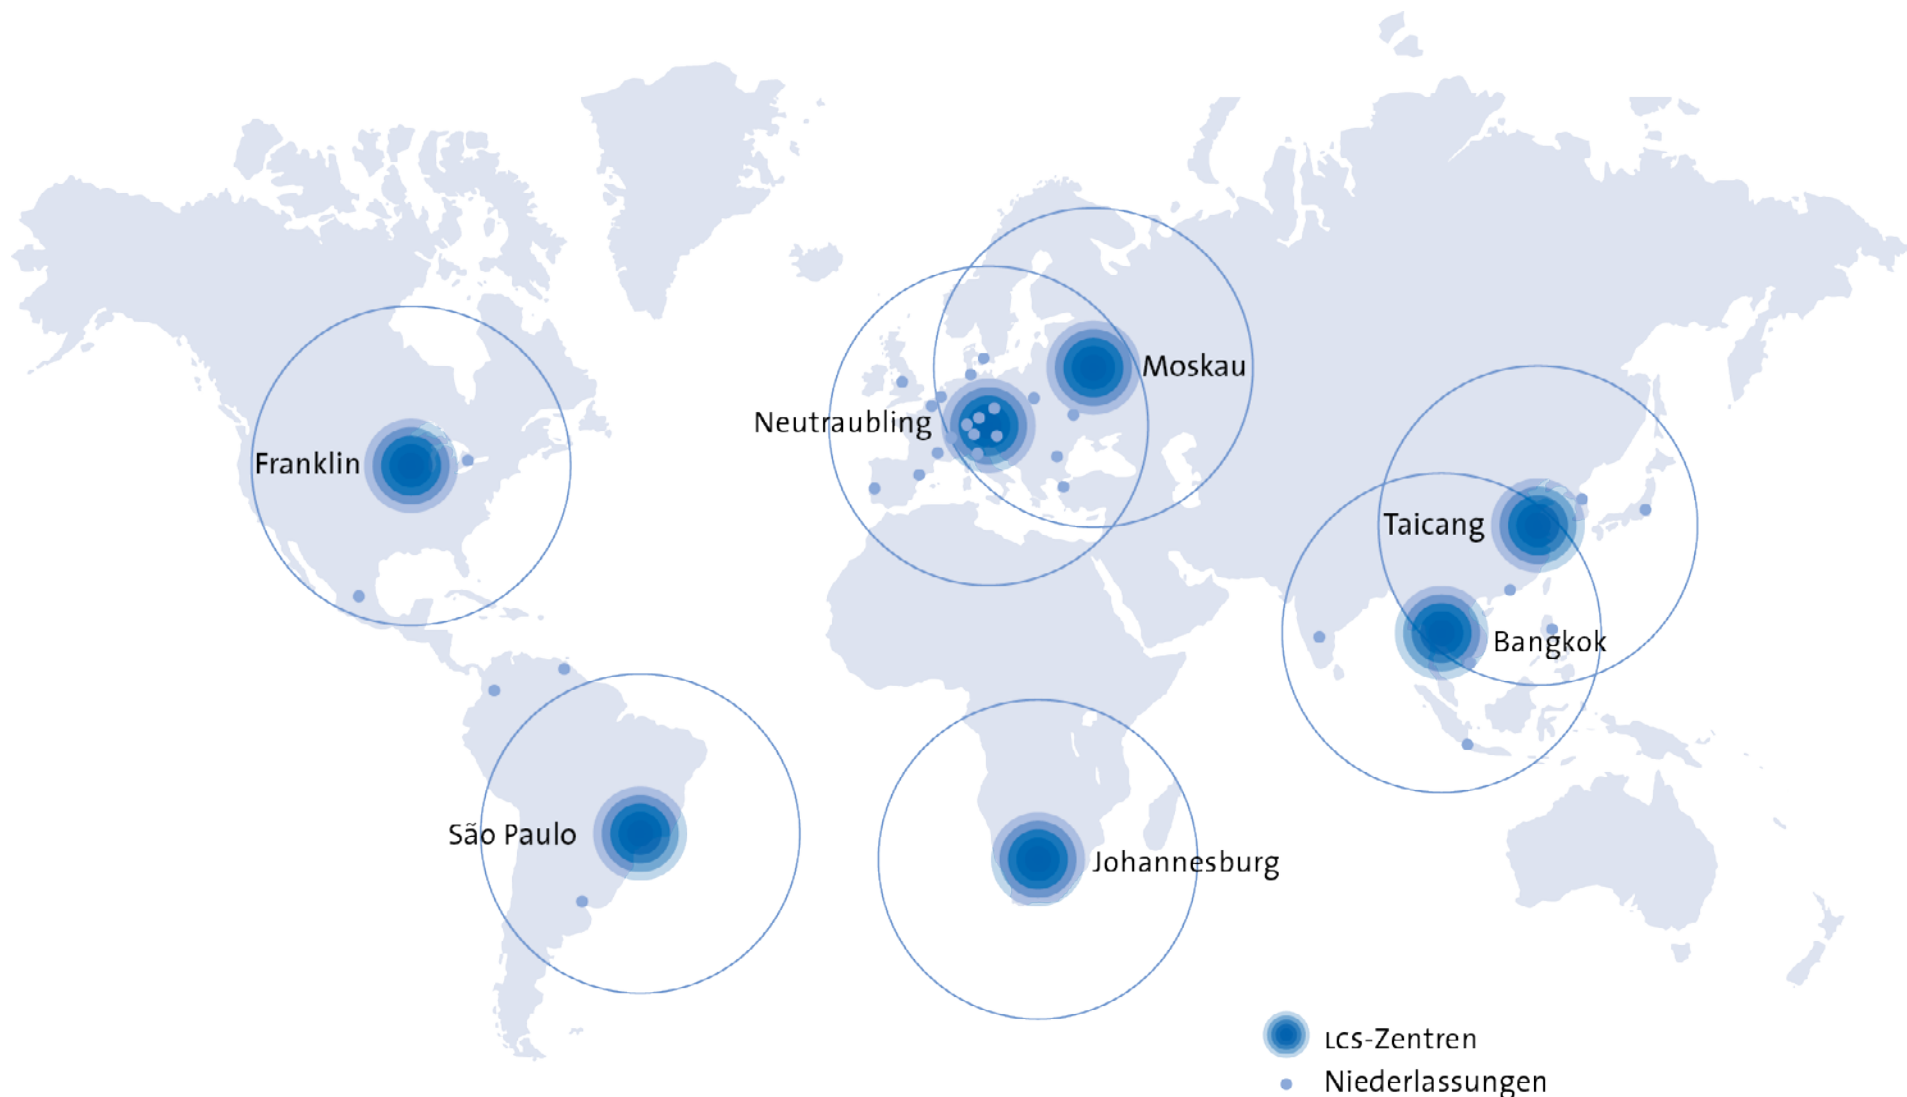 Moskau
Neutraubling
Franklin
Taicang
Bangkok
São Paulo
Johannesburg
LCS-Zentren
Niederlassungen